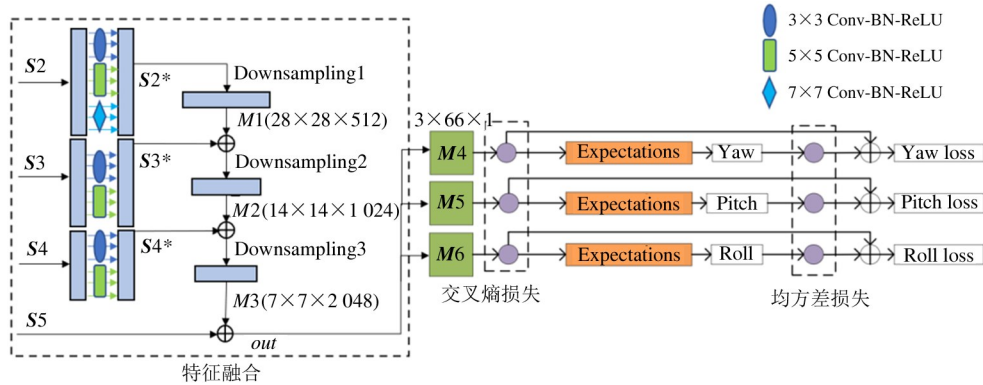 3×3 Conv-BN-ReLU
5×5 Conv-BN-ReLU
7×7 Conv-BN-ReLU
S2
S2*
Downsampling1
M1(28×28×512)
S3
S3*
Downsampling2
M2(14×14×1 024)
S4
S4*
Downsampling3
M3(7×7×2 048)
S5
out
特征融合
3×66×1
M4
Expectations
Yaw
Yaw loss
M5
Expectations
Pitch
Pitch loss
M6
Expectations
Roll
Roll loss
交叉熵损失
均方差损失